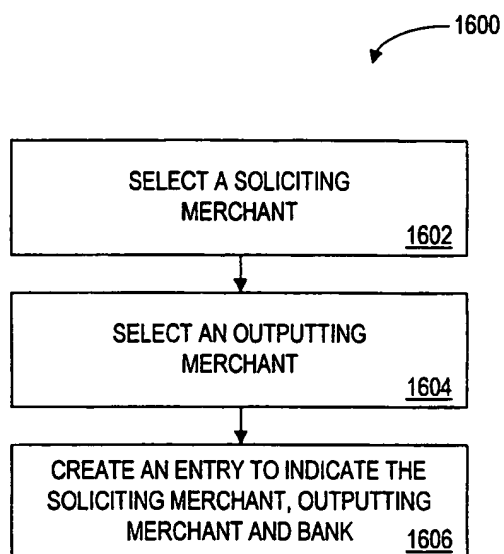 1600
SELECT A SOLICITING
MERCHANT
1602
SELECT AN OUTPUTTING
MERCHANT
1604
CREATE AN ENTRY TO INDICATE THE
SOLICITING MERCHANT, OUTPUTTING
MERCHANT AND BANK
1606